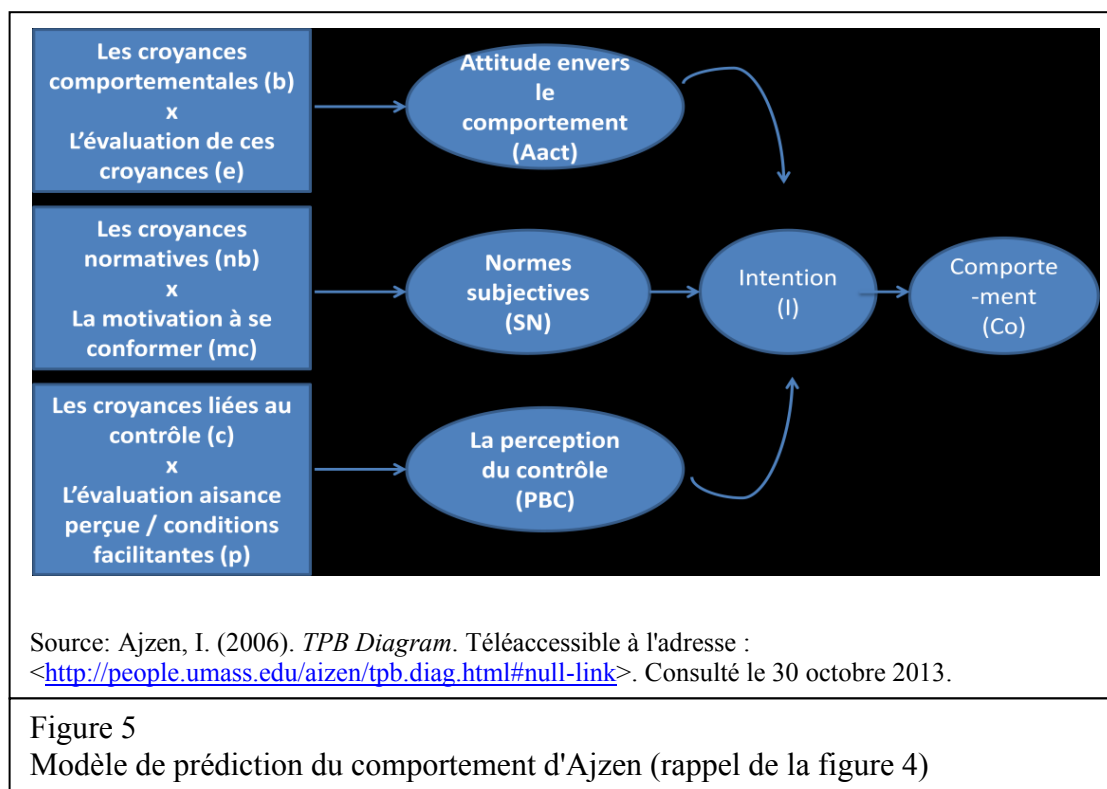 Les croyances
comportementales (b)
x
L'évaluation de ces
croyances (e)
Attitude envers
le
comportement
(Aact)
Les croyances
normatives (nb)
x
La motivation à se
conformer (mc)
Normes
subjectives
(SN)
Intention
(I)
Comporte
-ment
(Co)
Les croyances liées au
contrôle (c)
x
L'évaluation aisance
perçue / conditions
facilitantes (p)
La perception
du contrôle
(PBC)
Source: Ajzen, I. (2006). TPB Diagram. Téléaccessible à l'adresse :
<http://people.umass.edu/aizen/tpb.diag.html#null-link>. Consulté le 30 octobre 2013.
Figure 5
Modèle de prédiction du comportement d'Ajzen (rappel de la figure 4)